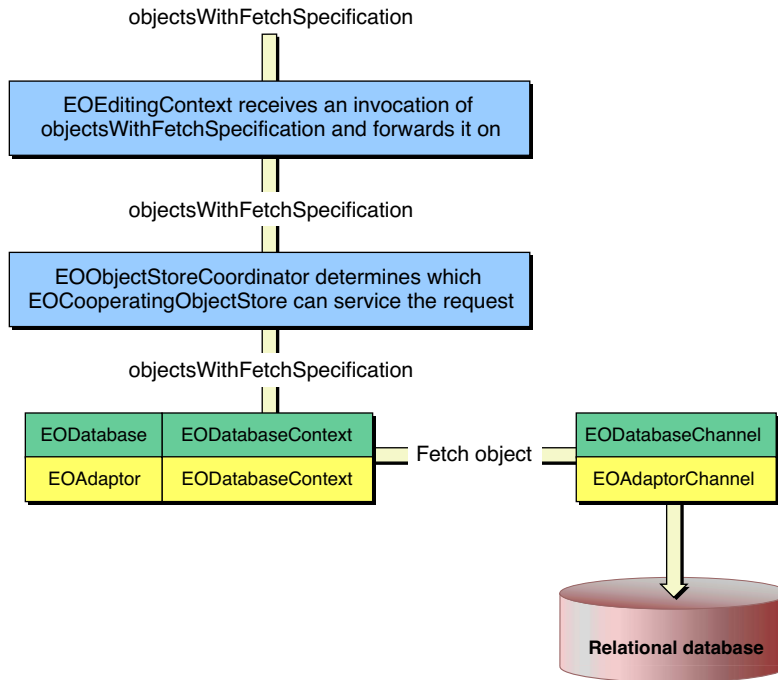 objectsWithFetchSpecification
EOEditingContext receives an invocation of
objectsWithFetchSpecification and forwards it on
objectsWithFetchSpecification
EOObjectStoreCoordinator determines which
EOCooperatingObjectStore can service the request
objectsWithFetchSpecification
EODatabase
EODatabaseContext
EOAdaptor
EODatabaseContext
Fetch object
EODatabaseChannel
EOAdaptorChannel
Relational database